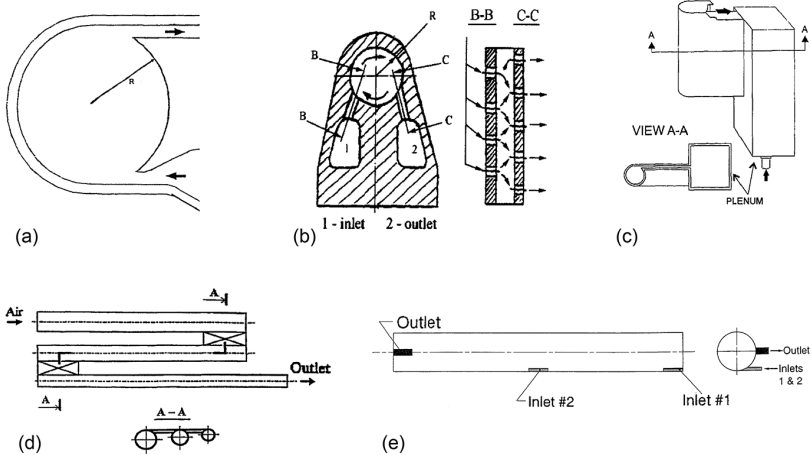 (a)
R
(b)
B-B
C-C
R
B
C
B
C
1
2
1 - inlet
2 - outlet
(c)
A
A
VIEW A-A
PLENUM
(d)
A
Air
Outlet
A
A – A
(e)
Outlet
Inlet #2
Inlet #1
Outlet
Inlets
1 & 2